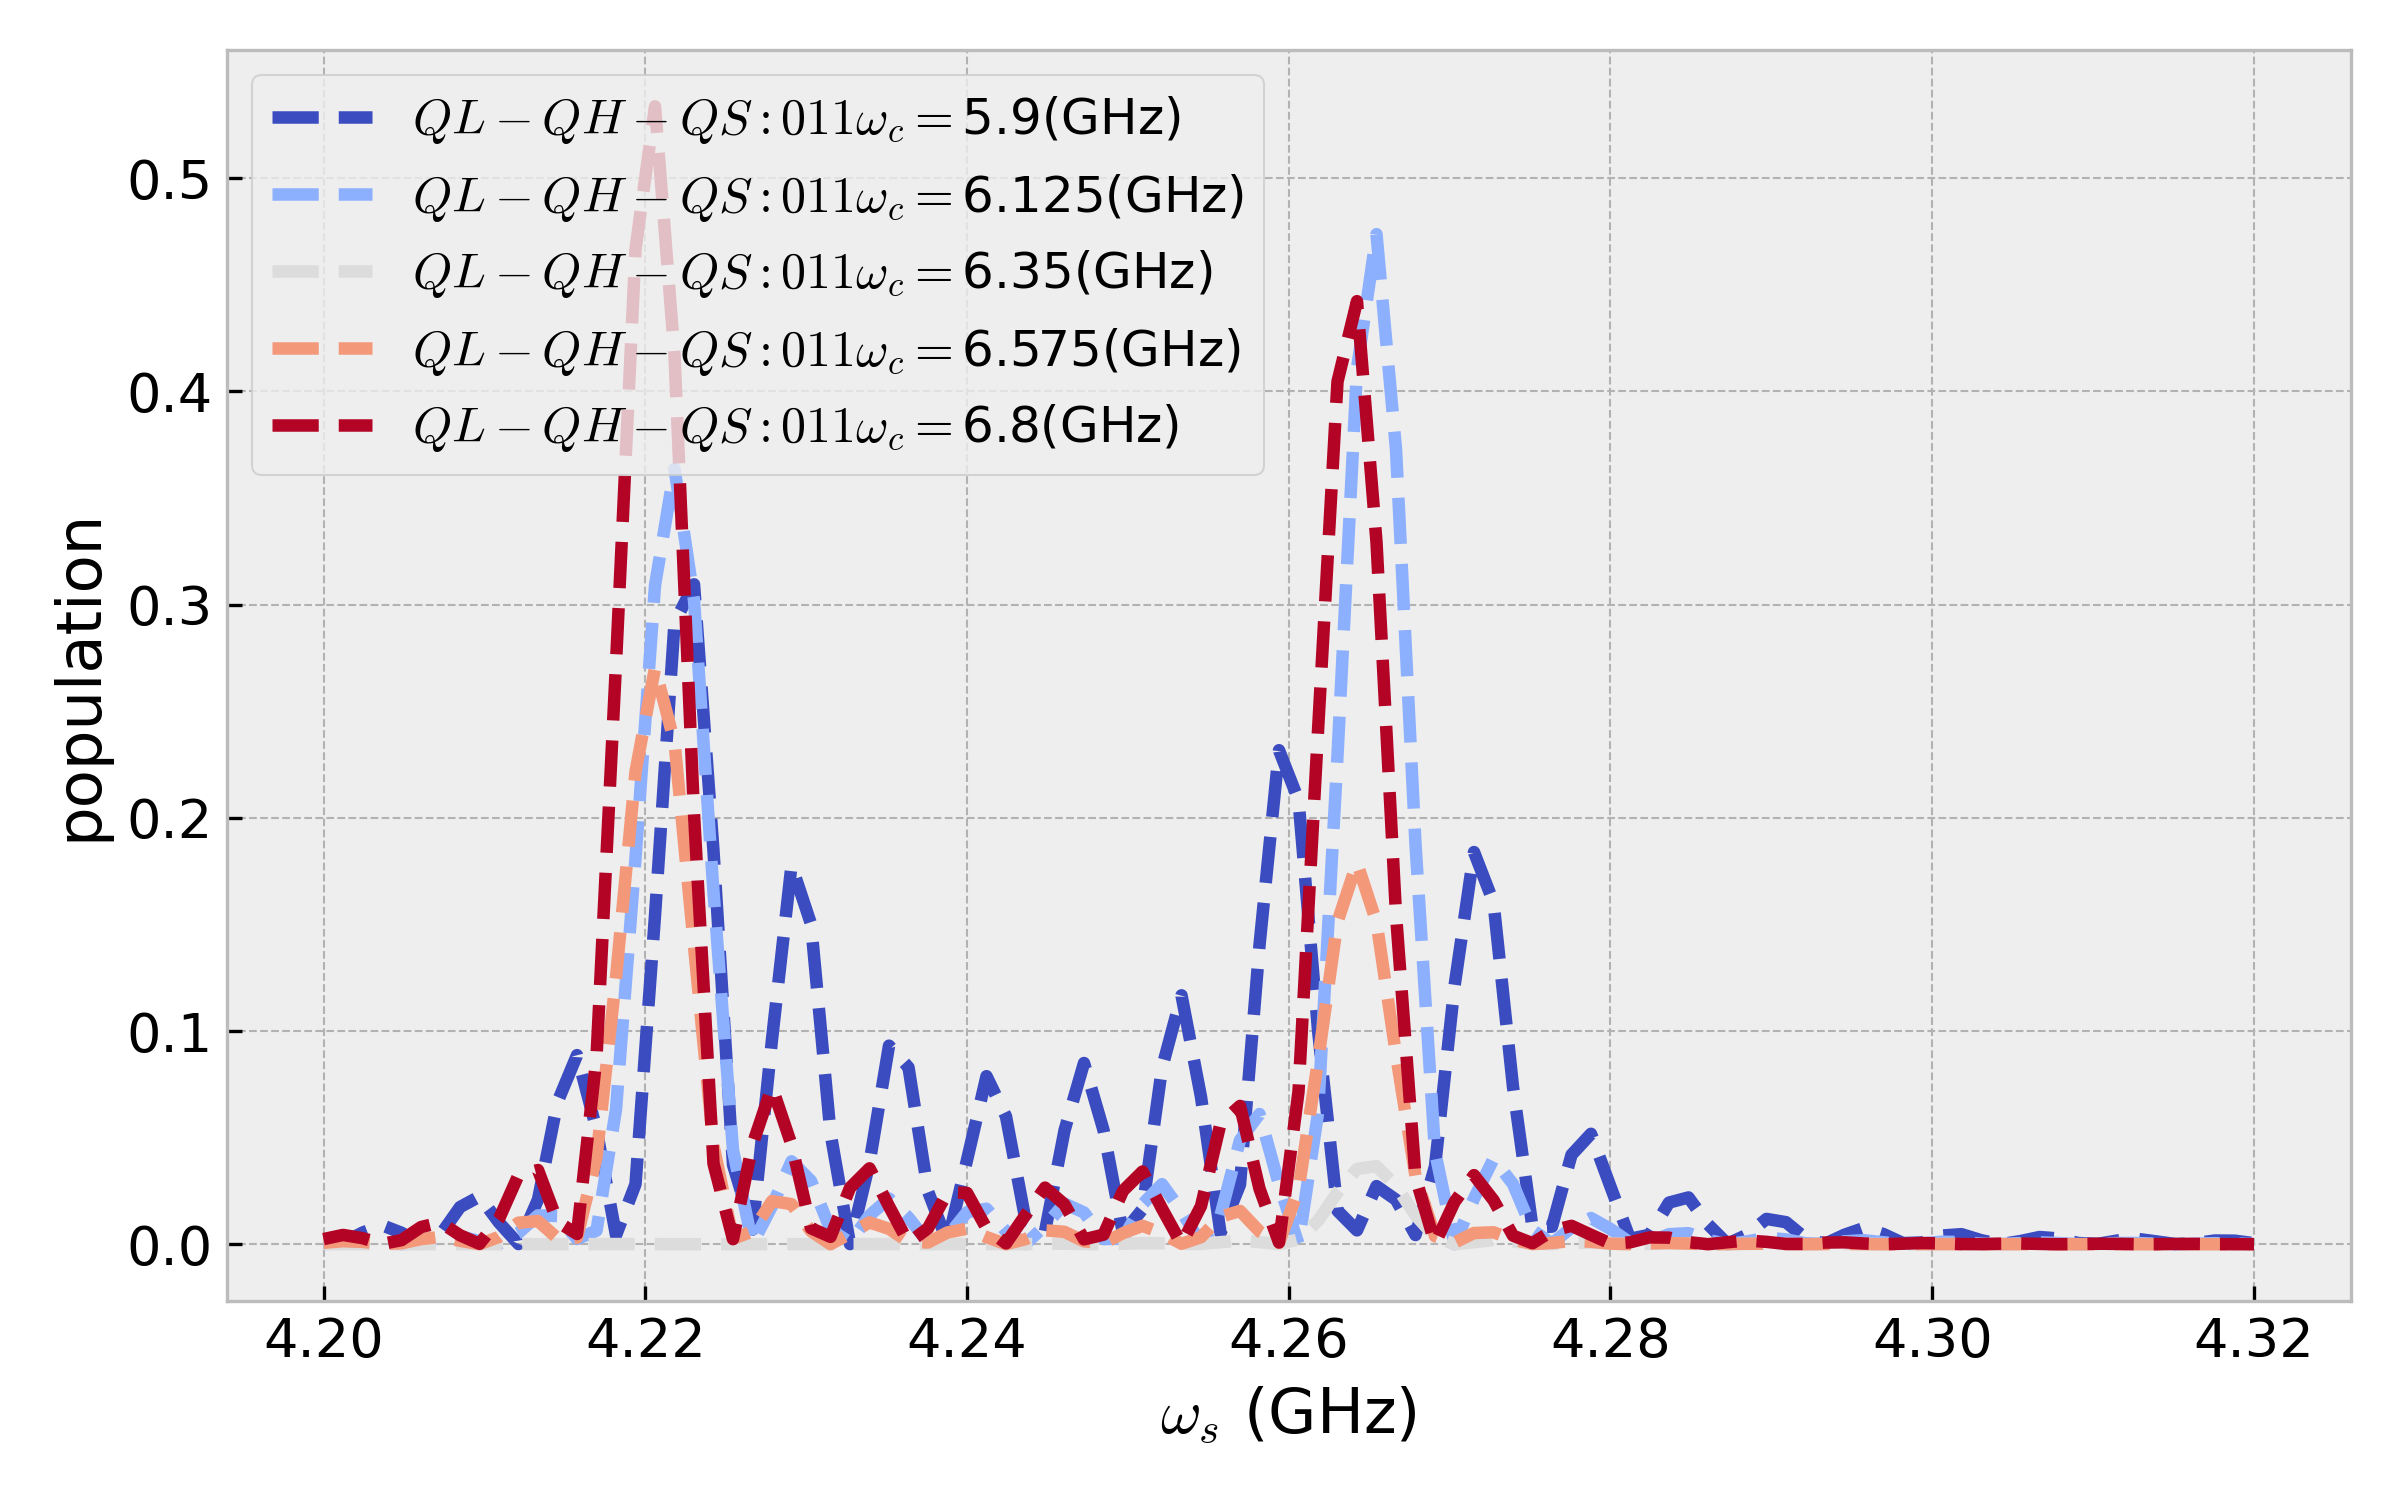 QL − QH − QS : 011ω_c = 5.9(GHz)
QL − QH − QS : 011ω_c = 6.125(GHz)
QL − QH − QS : 011ω_c = 6.35(GHz)
QL − QH − QS : 011ω_c = 6.575(GHz)
QL − QH − QS : 011ω_c = 6.8(GHz)
0.5
0.4
0.3
0.2
0.1
0.0
population
4.20 4.22 4.24 4.26 4.28 4.30 4.32
ω_s (GHz)